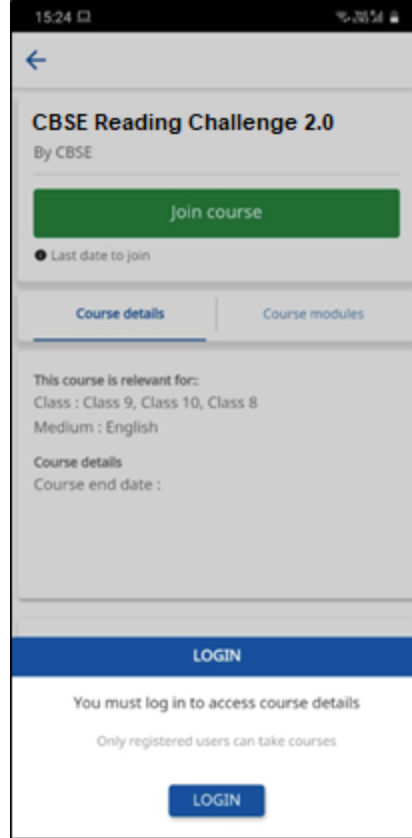 15:24
CBSE Reading Challenge 2.0
By CBSE
Join course
Last date to join
Course details
Course modules
This course is relevant for::
Class : Class 9, Class 10, Class 8
Medium : English
Course details
Course end date :
LOGIN
You must log in to access course details
Only registered users can take courses
LOGIN